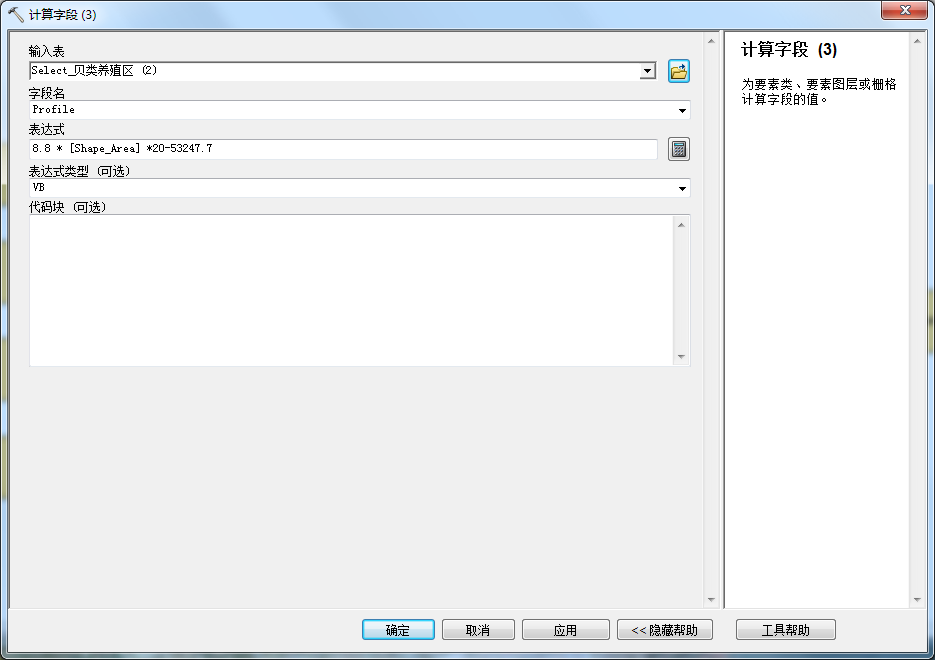 计算字段 (3)
输入表
Select_贝类养殖区 (2)
字段名
Profile
表达式
8.8 * [Shape_Area] *20-53247.7
表达式类型 (可选)
VB
代码块 (可选)
确定
取消
应用
<< 隐藏帮助
计算字段 (3)
为要素类、要素图层或栅格
计算字段的值。
工具帮助